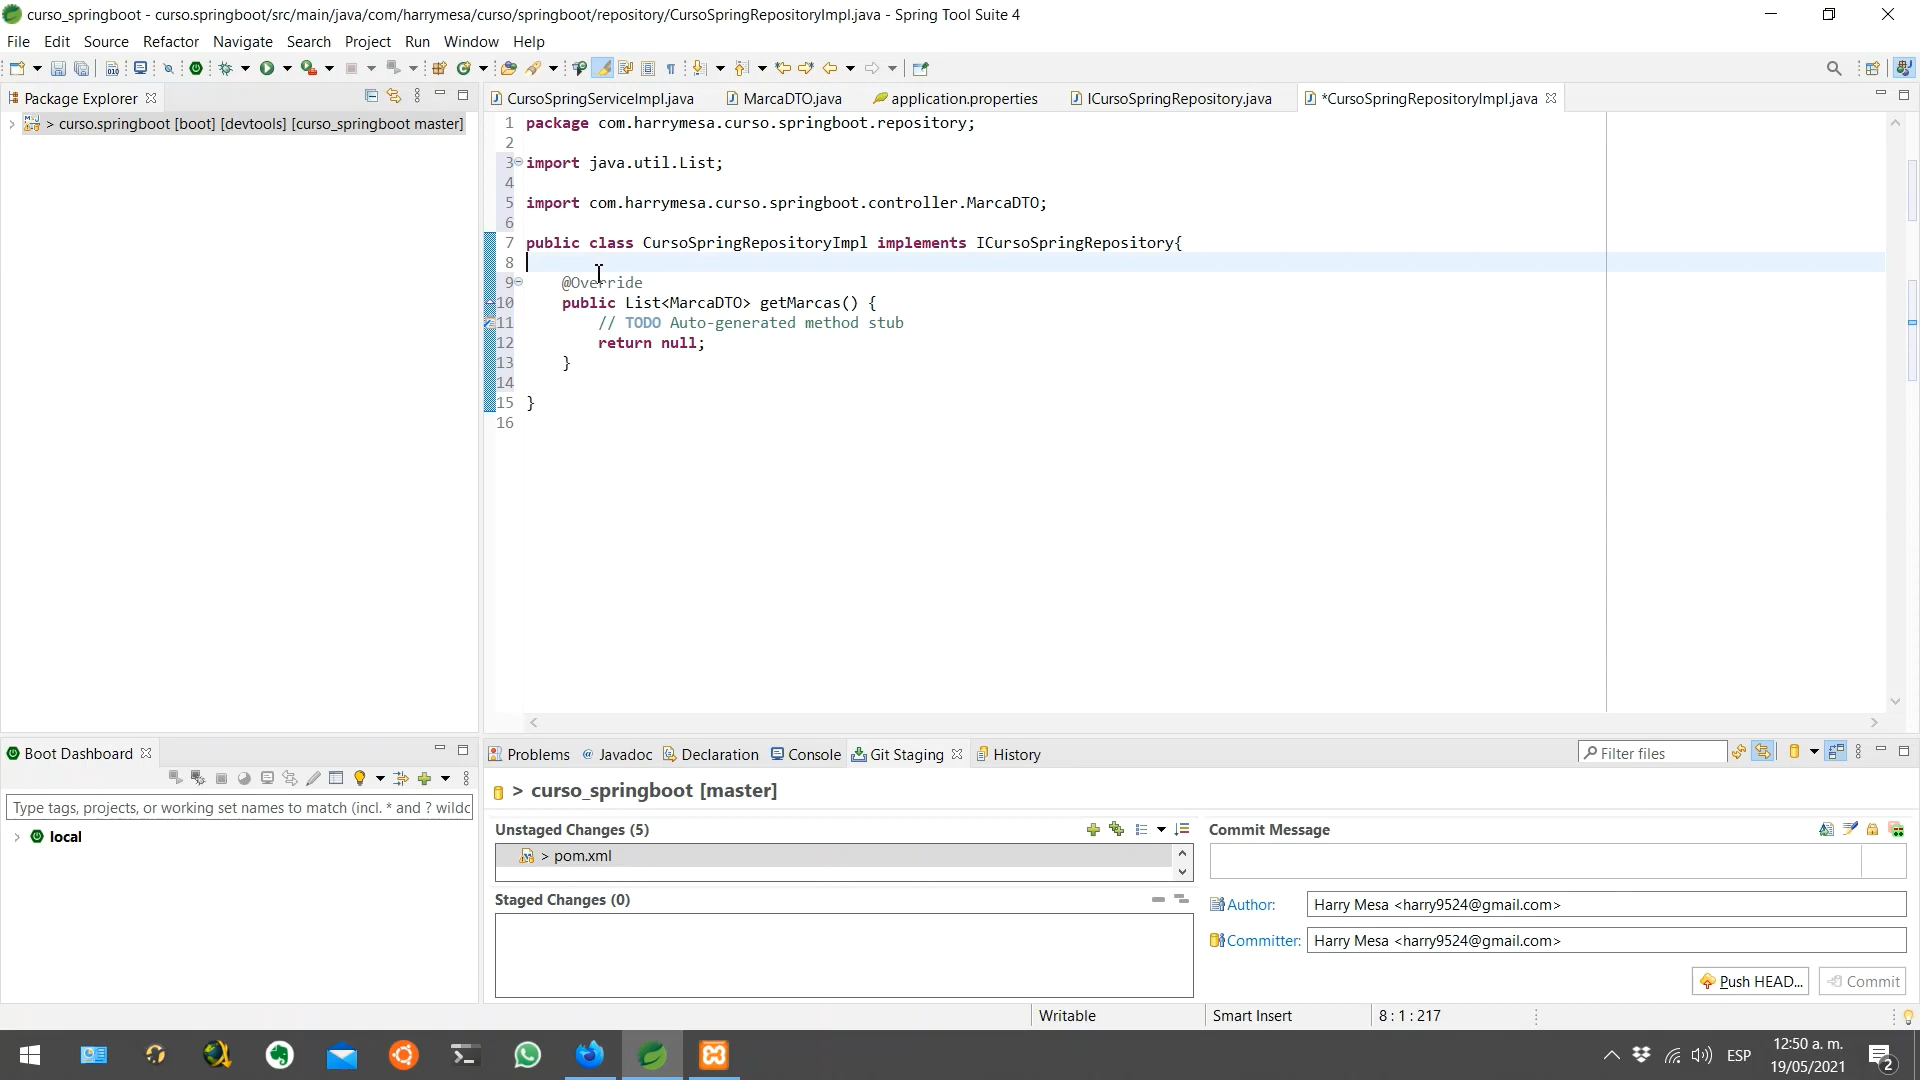 curso_springboot - curso.springboot/src/main/java/com/harrymesa/curso/springboot/repository/CursoSpringRepositoryImpl.java - Spring Tool Suite 4
File Edit Source Refactor Navigate Search Project Run Window Help
Package Explorer
> curso.springboot [boot] [devtools] [curso_springboot master]
CursoSpringServiceImpl.java MarcaDTO.java application.properties ICursoSpringRepository.java *CursoSpringRepositoryImpl.java
1 package com.harrymesa.curso.springboot.repository;
2
3 import java.util.List;
4
5 import com.harrymesa.curso.springboot.controller.MarcaDTO;
6
7 public class CursoSpringRepositoryImpl implements ICursoSpringRepository{
8
9 @Override
10 public List<MarcaDTO> getMarcas() {
11 // TODO Auto-generated method stub
12 return null;
13 }
14
15 }
16
Boot Dashboard
Type tags, projects, or working set names to match (incl. * and ? wildc
local
Problems @ Javadoc Declaration Console Git Staging History
Filter files
> curso_springboot [master]
Unstaged Changes (5)
> pom.xml
Staged Changes (0)
Commit Message
Author: Harry Mesa <harry9524@gmail.com>
Committer: Harry Mesa <harry9524@gmail.com>
Push HEAD... Commit
Writable Smart Insert 8 : 1 : 217
ESP 12:50 a. m.
19/05/2021
2